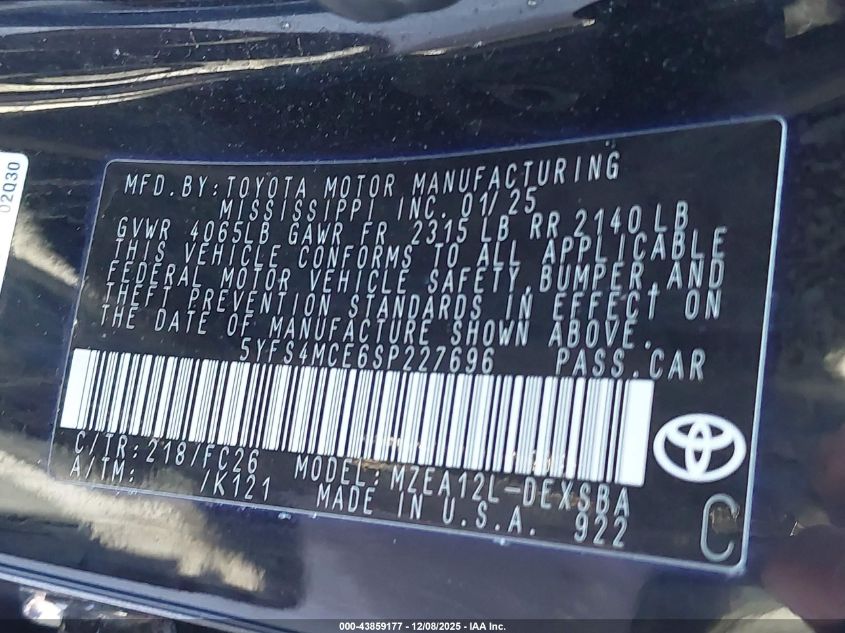 02030
MFD.BY:TOYOTA MOTOR MANUFACTURING
MISSISSIPPI INC. 01/25
GVWR 4065LB GAWR FR 2315 LB RR 2140LB
THIS VEHICLE CONFORMS TO ALL APPLICABLE
FEDERAL MOTOR VEHICLE SAFETY,BUMPER,AND
THEFT PREVENTION STANDARDS IN EFFECT ON
THE DATE OF MANUFACTURE SHOWN ABOVE.
5YFS4MCE6SP227696 PASS.CAR
C/TR:218/FC26 MODEL:MZEA12L-DEXSBA
A/TM: /K121 MADE IN U.S.A. 922
C
000-43859177 - 12/08/2025 - IAA Inc.